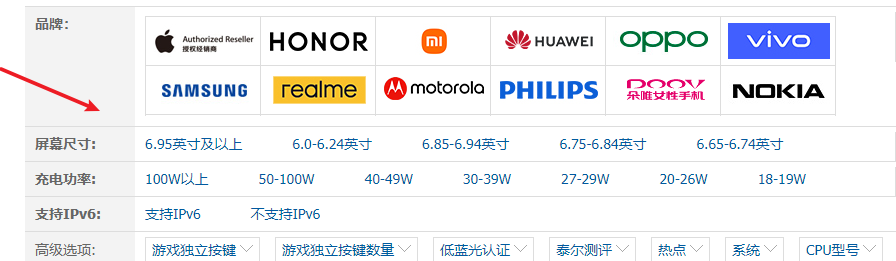 品牌:
Authorized Reseller
授权经销商
HONOR
HUAWEI
oppo
vivo
SAMSUNG
realme
motorola
PHILIPS
DOOV
朵唯女性手机
NOKIA
屏幕尺寸: 6.95英寸及以上 6.0-6.24英寸 6.85-6.94英寸 6.75-6.84英寸 6.65-6.74英寸
充电功率: 100W以上 50-100W 40-49W 30-39W 27-29W 20-26W 18-19W
支持IPv6: 支持IPv6 不支持IPv6
高级选项: 游戏独立按键 游戏独立按键数量 低蓝光认证 泰尔测评 热点 系统 CPU型号